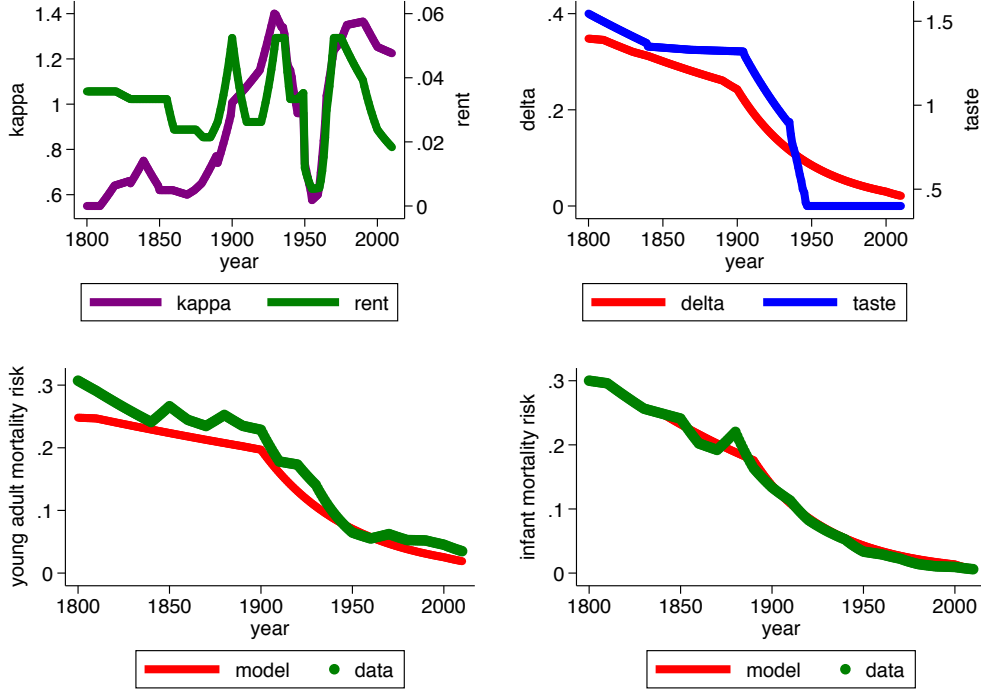 kappa
1.4
1.2
1
.8
.6
.06
.04
.02
0
rent
1800 1850 1900 1950 2000
year
kappa rent
delta
.4
.2
0
1.5
1
.5
taste
1800 1850 1900 1950 2000
year
delta taste
young adult mortality risk
.3
.2
.1
0
1800 1850 1900 1950 2000
year
model data
infant mortality risk
.3
.2
.1
0
1800 1850 1900 1950 2000
year
model data